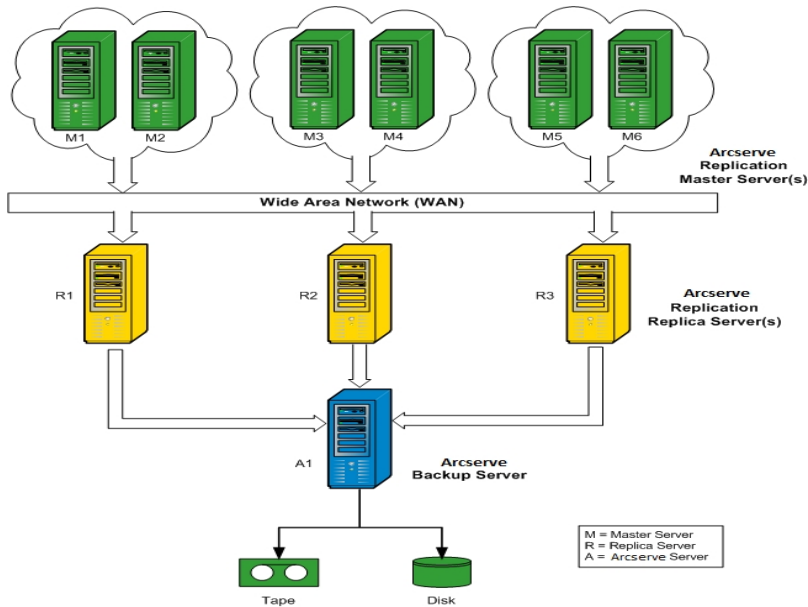 M1
M2
M3
M4
M5
M6
Arcserve
Replication
Master Server(s)
Wide Area Network (WAN)
R1
R2
R3
Arcserve
Replication
Replica Server(s)
A1
Arcserve
Backup Server
M = Master Server
R = Replica Server
A = Arcserve Server
Tape
Disk